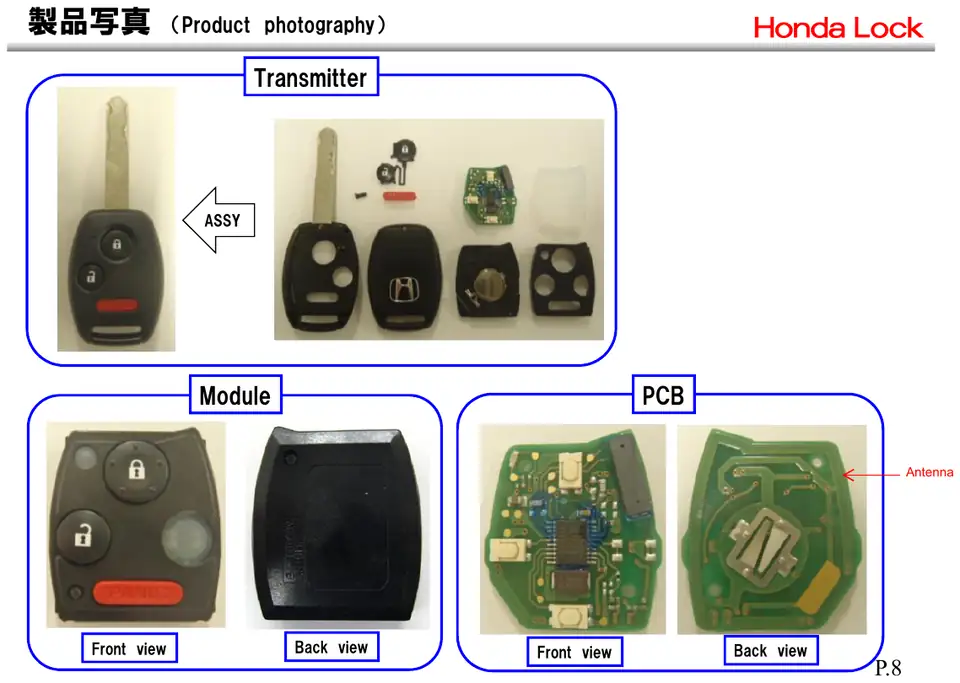 製品写真 （Product photography）
Honda Lock
Transmitter
ASSY
Module
PCB
Antenna
PANIC
Front view
Back view
Front view
Back view
P.8